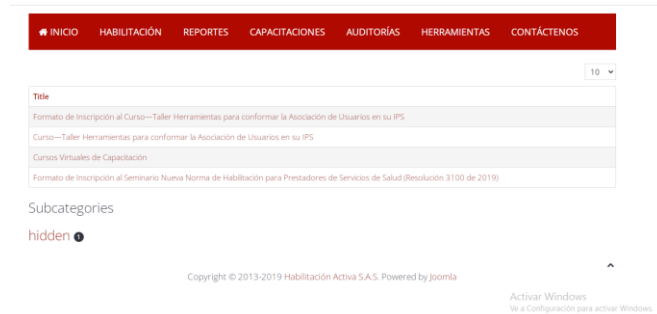 INICIO HABILITACIÓN REPORTES CAPACITACIONES AUDITORÍAS HERRAMIENTAS CONTÁCTENOS
10
Title
Formato de Inscripción al Curso—Taller Herramientas para conformar la Asociación de Usuarios en su IPS
Curso—Taller Herramientas para conformar la Asociación de Usuarios en su IPS
Cursos Virtuales de Capacitación
Formato de Inscripción al Seminario Nueva Norma de Habilitación para Prestadores de Servicios de Salud (Resolución 3100 de 2019)
Subcategories
hidden 1
Copyright © 2013-2019 Habilitación Activa S.A.S. Powered by Joomla
Activar Windows
Ve a Configuración para activar Windows.